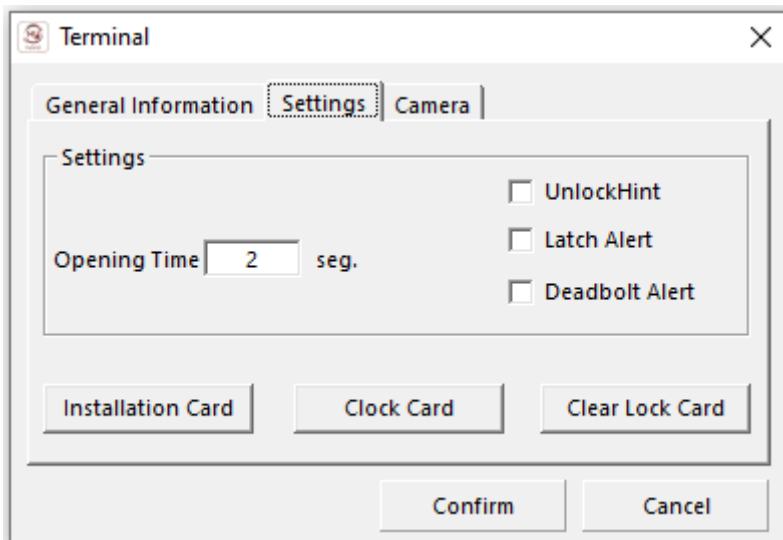 Terminal
General Information Settings Camera
Settings
UnlockHint
Latch Alert
Opening Time 2 seg.
Deadbolt Alert
Installation Card Clock Card Clear Lock Card
Confirm Cancel